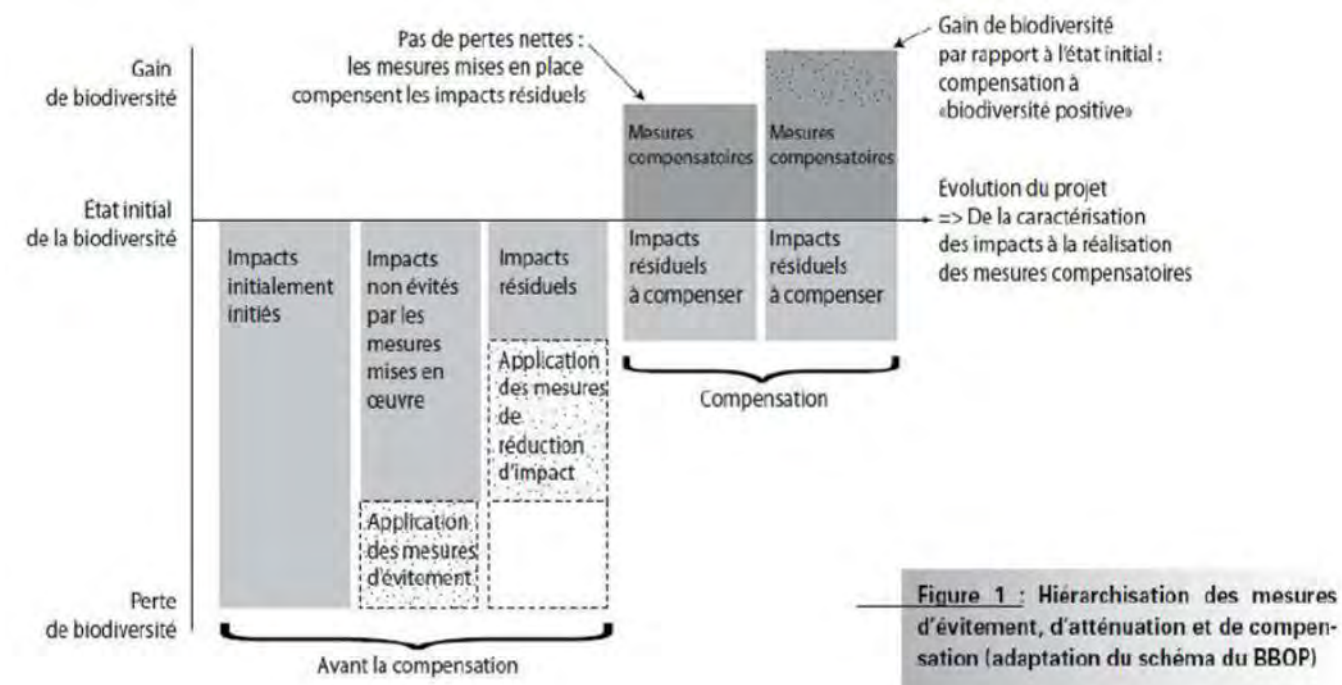 Gain
de biodiversité
État initial
de la biodiversité
Perte
de biodiversité
Pas de pertes nettes :
les mesures mises en place
compensent les impacts résiduels
Gain de biodiversité
par rapport à l'état initial :
compensation à
«biodiversité positive»
Mesures
compensatoires
Mesures
compensatoires
Évolution du projet
=> De la caractérisation
des impacts à la réalisation
des mesures compensatoires
Impacts
initialement
initiés
Impacts
non évités
par les
mesures
mises en
œuvre
Application
des mesures
d'évitement
Impacts
résiduels
Application
des mesures
de
réduction
d'impact
Impacts
résiduels
à compenser
Impacts
résiduels
à compenser
Avant la compensation
Compensation
Figure 1 : Hiérarchisation des mesures
d'évitement, d'atténuation et de compen-
sation (adaptation du schéma du BBOP)